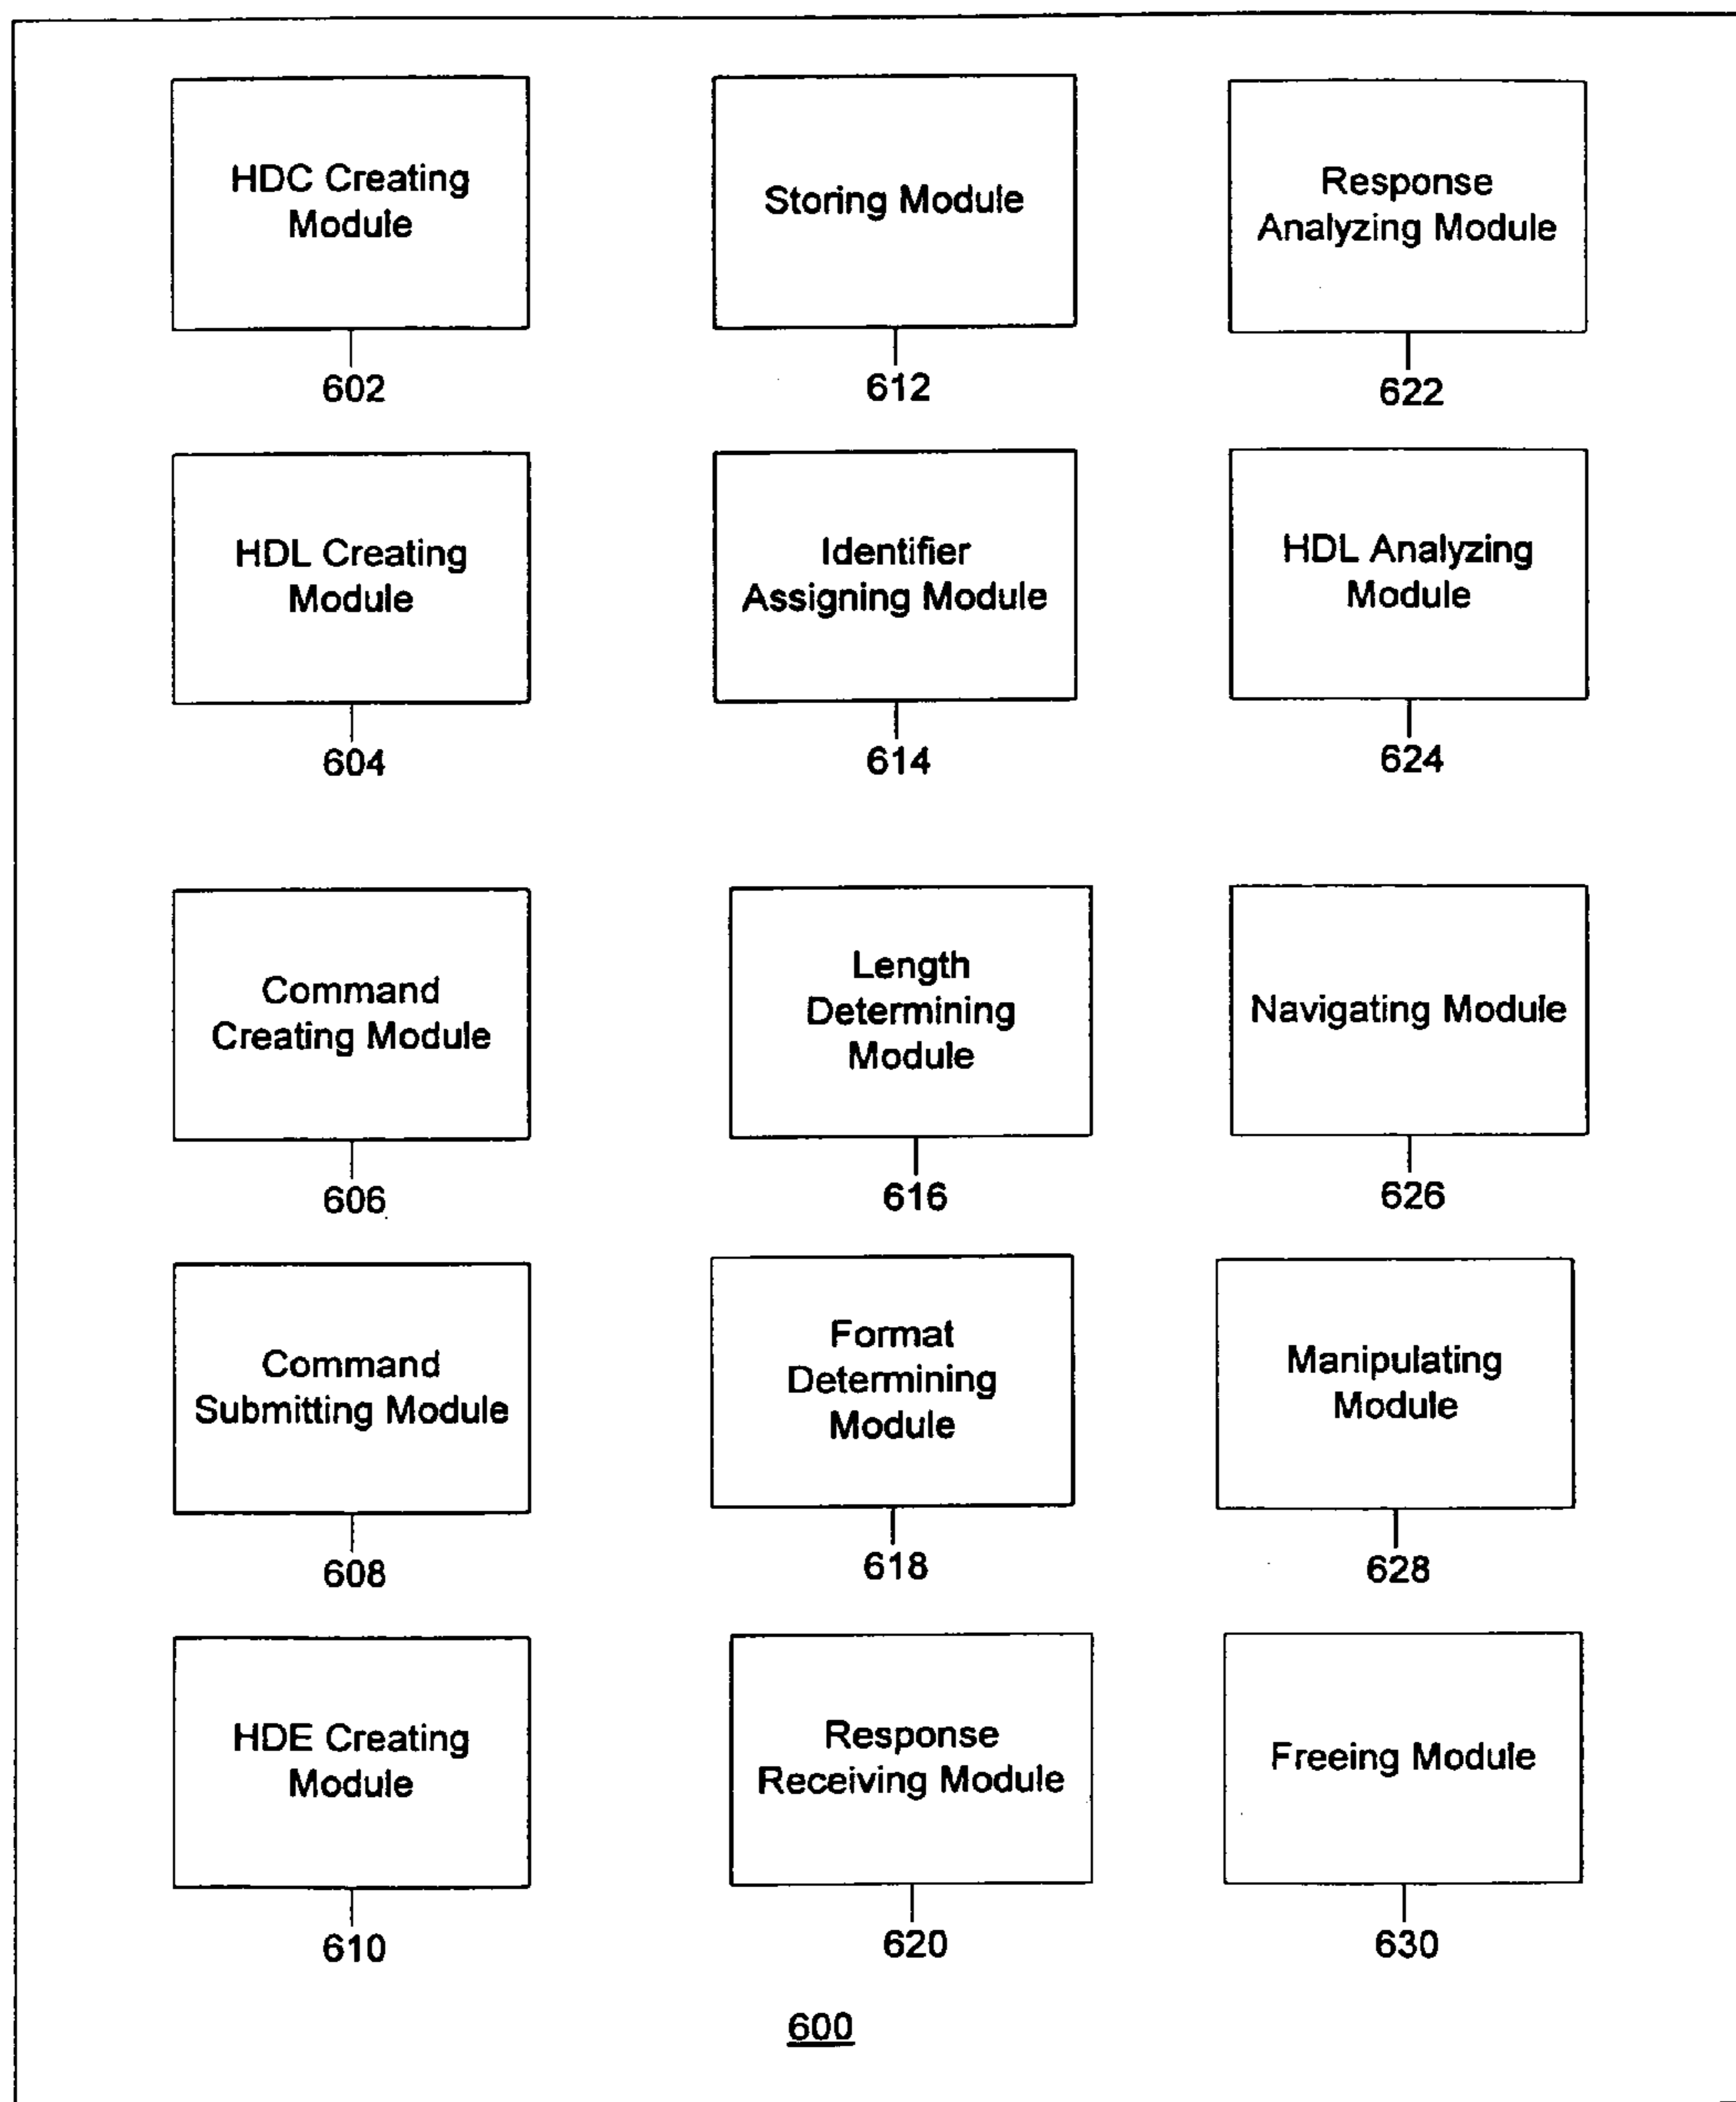 HDC Creating
Module
602
Storing Module
612
Response
Analyzing Module
622
HDL Creating
Module
604
Identifier
Assigning Module
614
HDL Analyzing
Module
624
Command
Creating Module
606
Length
Determining
Module
616
Navigating Module
626
Command
Submitting Module
608
Format
Determining
Module
618
Manipulating
Module
628
HDE Creating
Module
610
Response
Receiving Module
620
Freeing Module
630
600